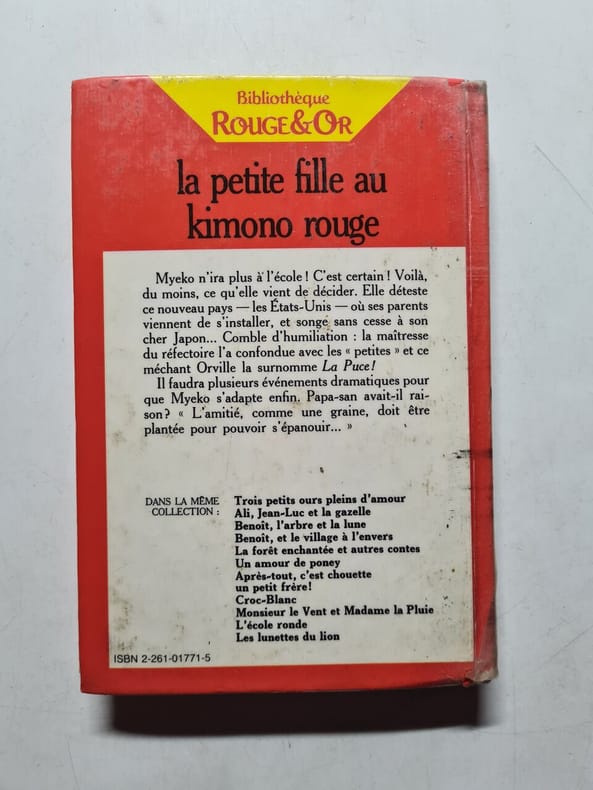 Bibliothèque
ROUGE&OR
la petite fille au
kimono rouge
Myeko n'ira plus à l'école ! C'est certain ! Voilà,
du moins, ce qu'elle vient de décider. Elle déteste
ce nouveau pays — les États-Unis — où ses parents
viennent de s'installer, et songe sans cesse à son
cher Japon... Comble d'humiliation : la maîtresse
du réfectoire l'a confondue avec les « petites » et ce
méchant Orville la surnomme La Puce !
Il faudra plusieurs événements dramatiques pour
que Myeko s'adapte enfin. Papa-san avait-il rai-
son ? « L'amitié, comme une graine, doit être
plantée pour pouvoir s'épanouir... »
DANS LA MÊME
COLLECTION :
Trois petits ours pleins d'amour
Ali, Jean-Luc et la gazelle
Benoît, l'arbre et la lune
Benoît, et le village à l'envers
La forêt enchantée et autres contes
Un amour de poney
Après-tout, c'est chouette
un petit frère !
Croc-Blanc
Monsieur le Vent et Madame la Pluie
L'école ronde
Les lunettes du lion
ISBN 2-261-01771-5